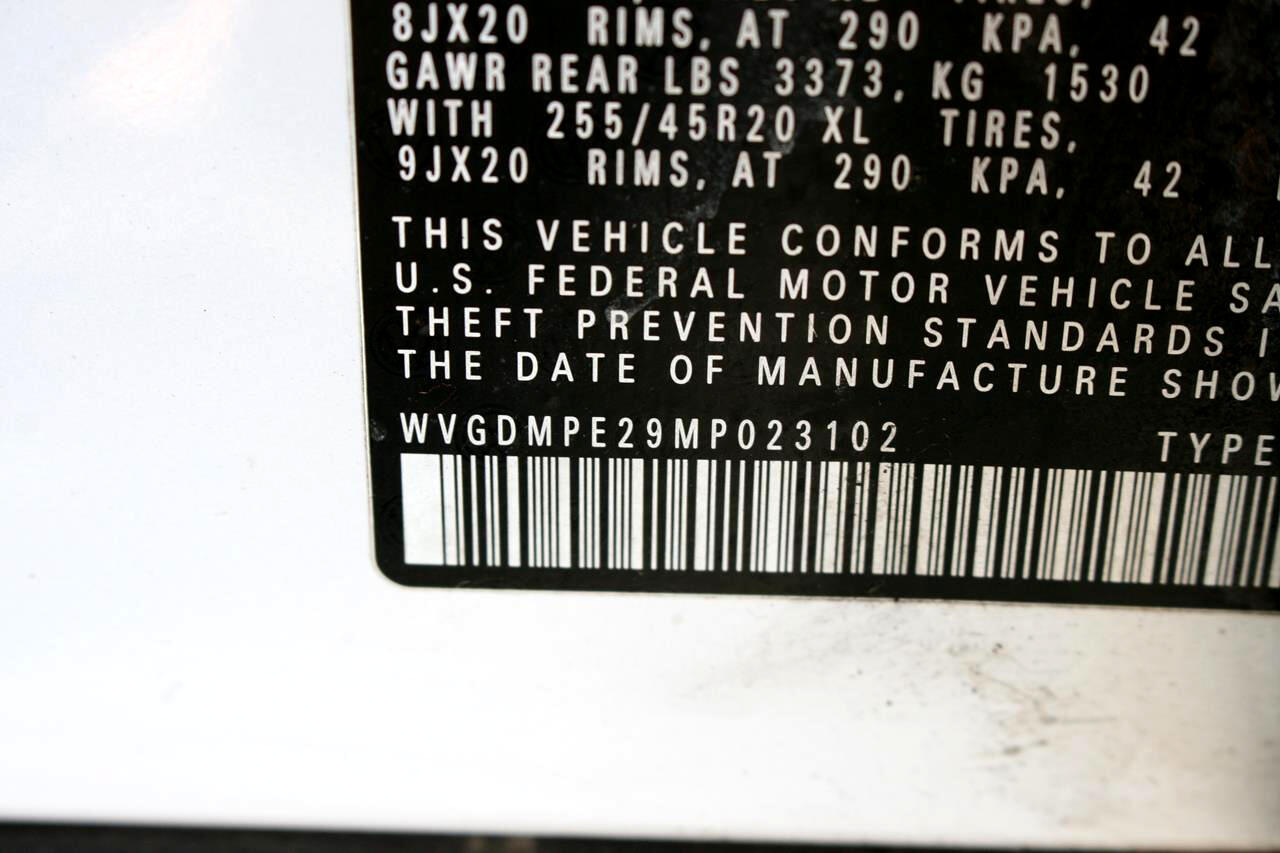 8JX20 RIMS, AT 290 KPA, 42
GAWR REAR LBS 3373, KG 1530
WITH 255/45R20 XL TIRES,
9JX20 RIMS, AT 290 KPA, 42
THIS VEHICLE CONFORMS TO ALL
U.S. FEDERAL MOTOR VEHICLE SA
THEFT PREVENTION STANDARDS I
THE DATE OF MANUFACTURE SHOW
WVGDMPE29MP023102 TYPE